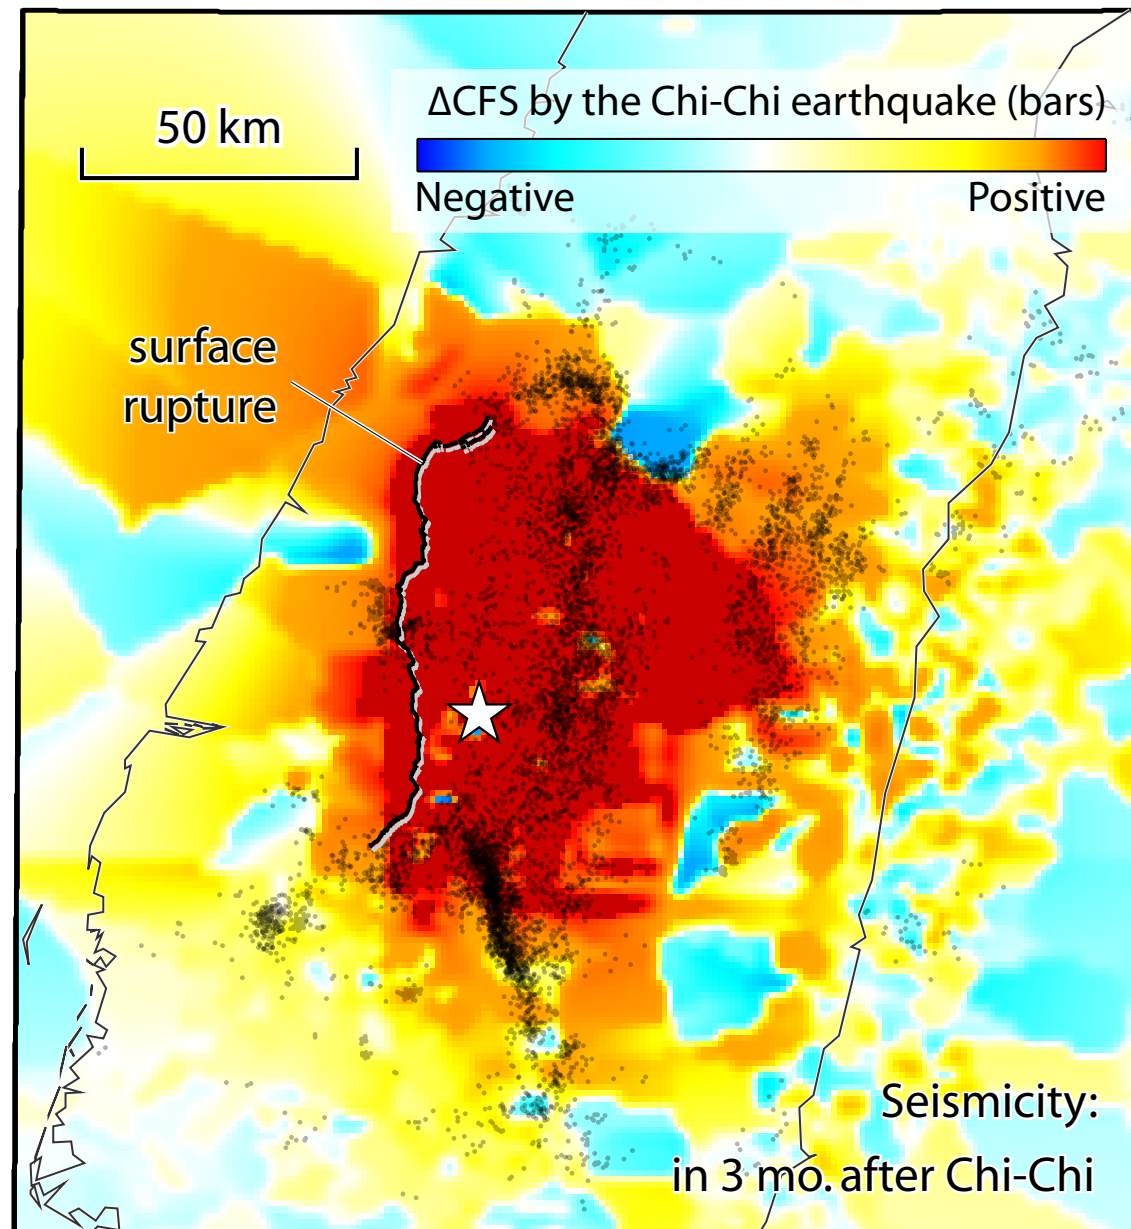 ΔCFS by the Chi-Chi earthquake (bars)
50 km
Negative
Positive
surface
rupture
Seismicity:
in 3 mo. after Chi-Chi